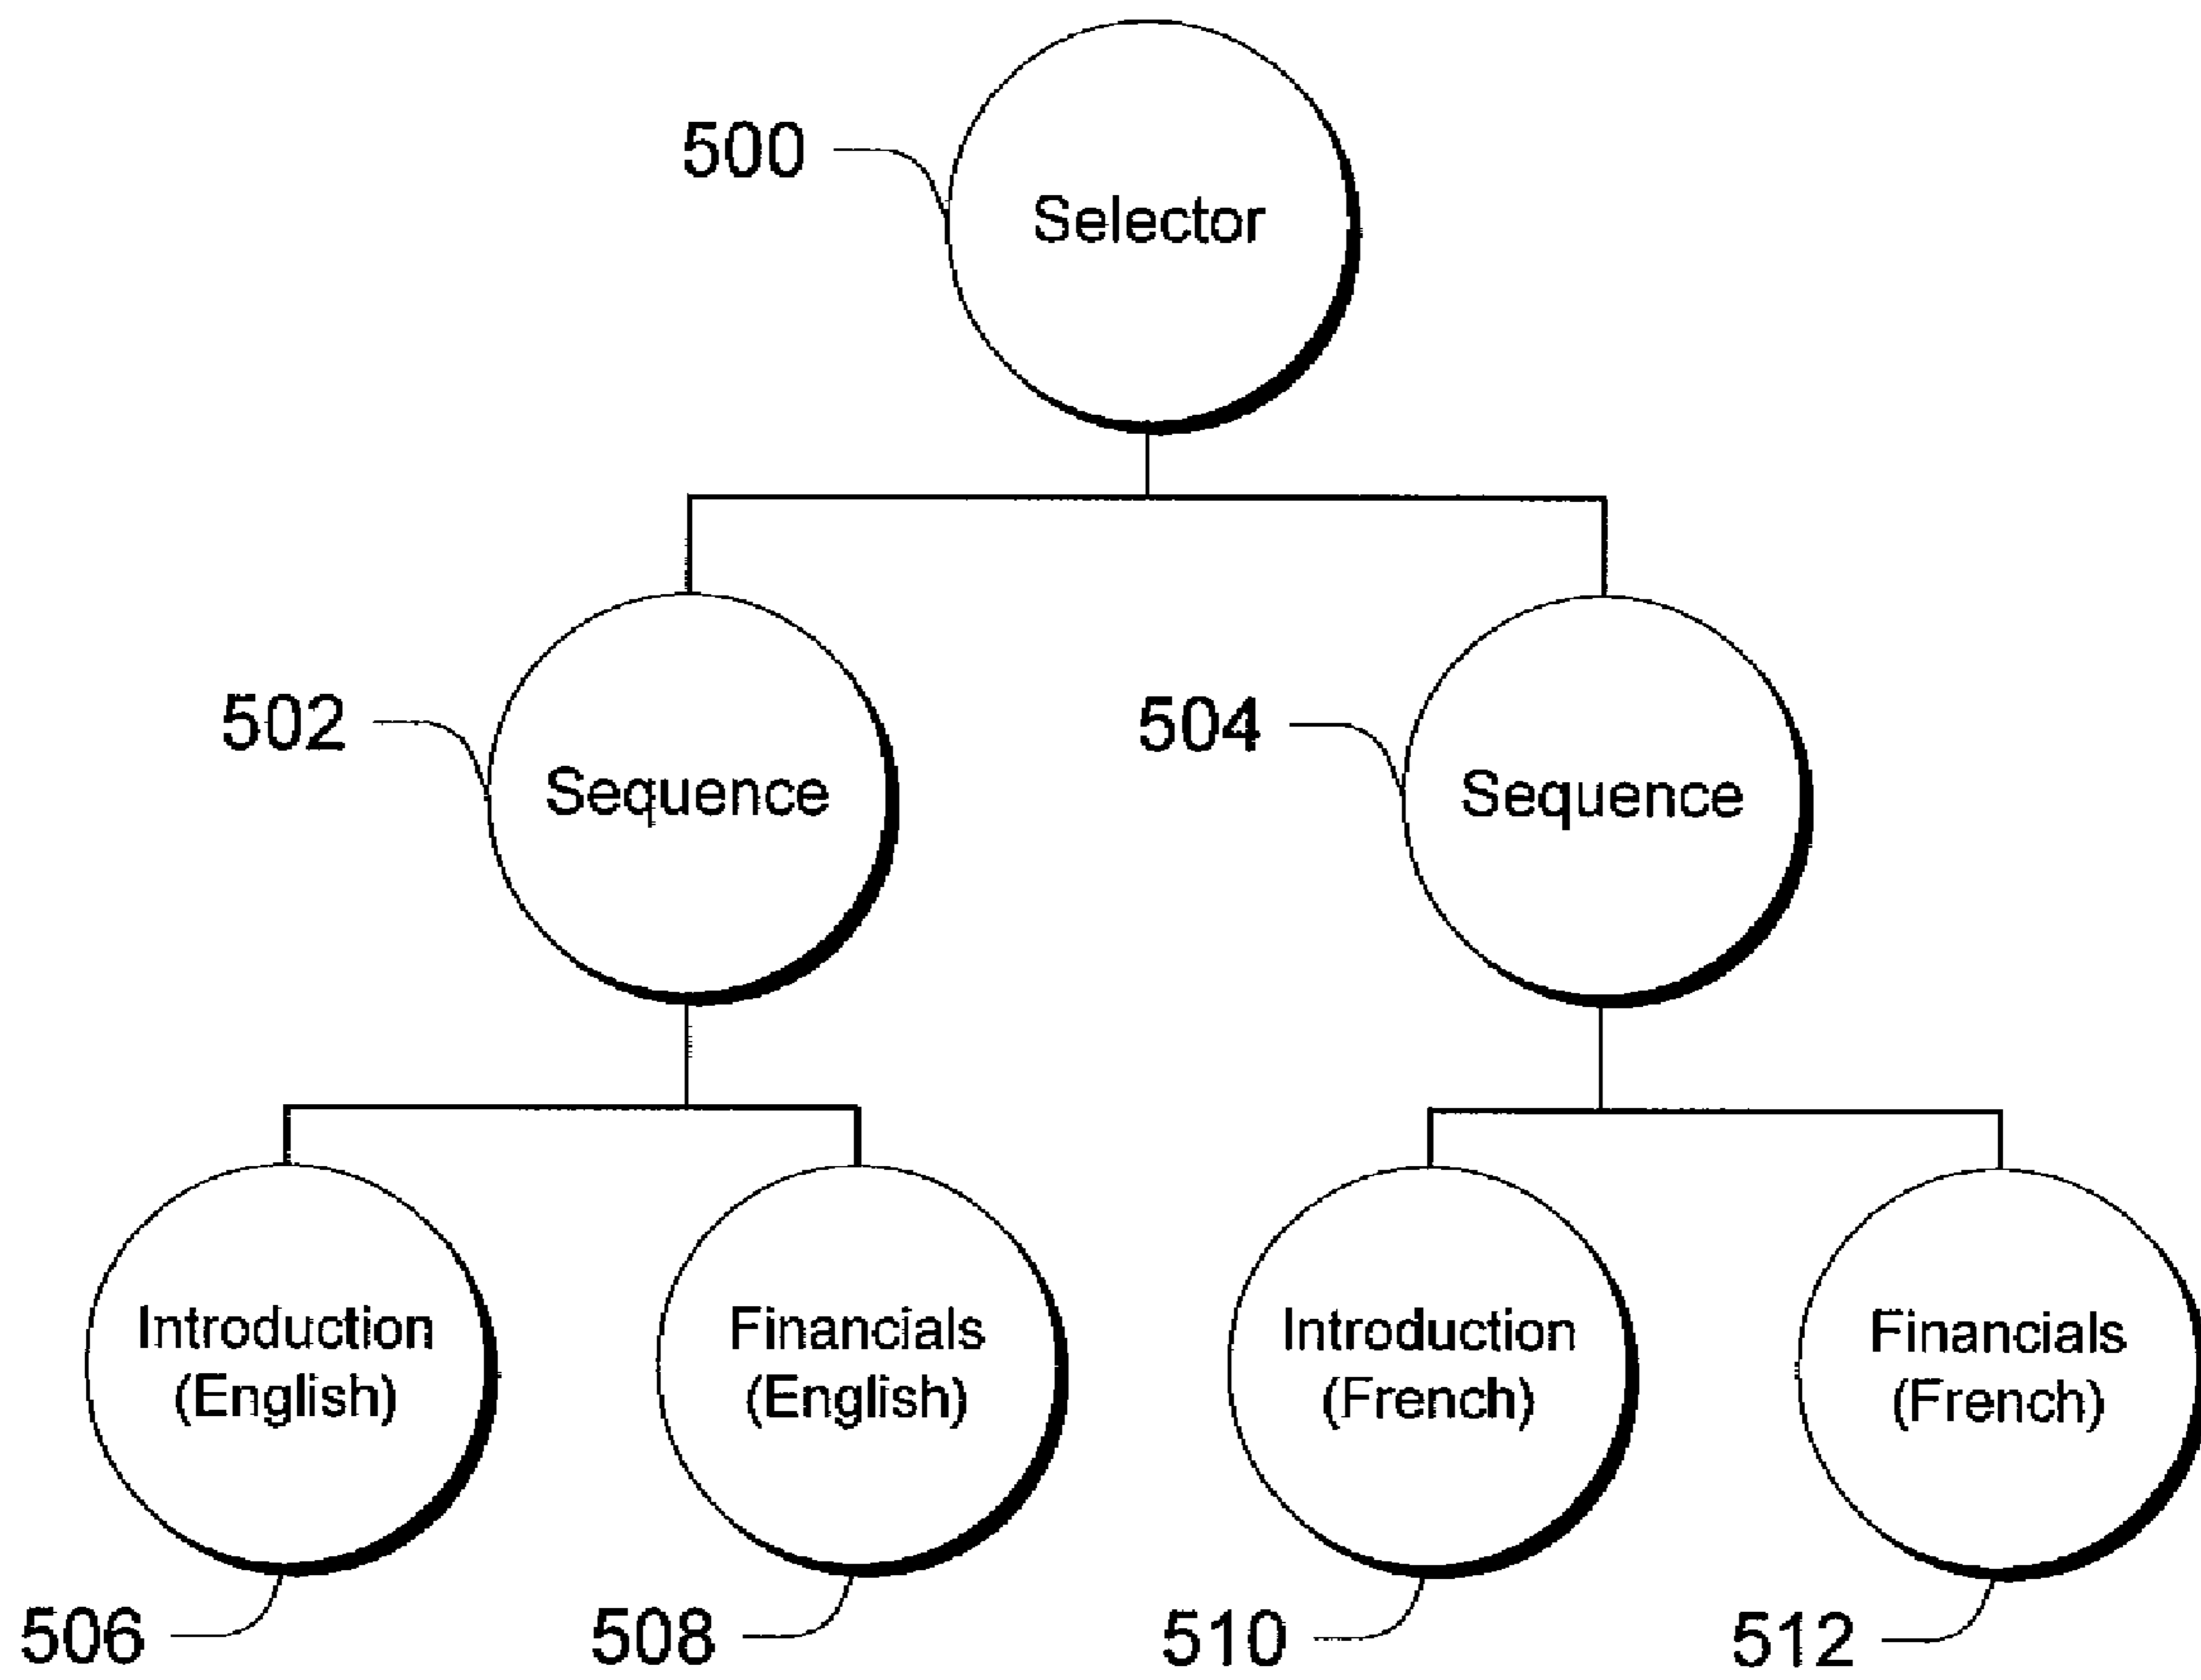 500
Selector
502
Sequence
504
Sequence
Introduction
(English)
Financials
(English)
Introduction
(French)
Financials
(French)
506
508
510
512